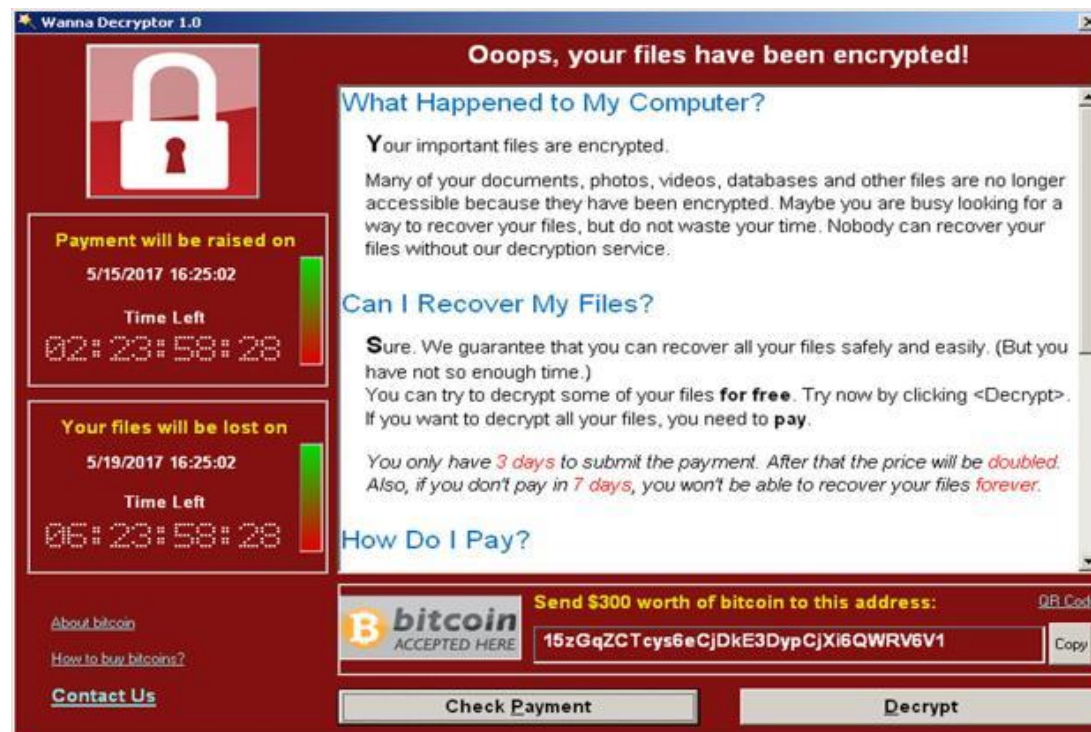 Wanna Decryptor 1.0
Ooops, your files have been encrypted!
Payment will be raised on
5/15/2017 16:25:02
Time Left
02:23:58:28
Your files will be lost on
5/19/2017 16:25:02
Time Left
06:23:58:28
About bitcoin
How to buy bitcoins?
Contact Us
What Happened to My Computer?
Your important files are encrypted.
Many of your documents, photos, videos, databases and other files are no longer
accessible because they have been encrypted. Maybe you are busy looking for a
way to recover your files, but do not waste your time. Nobody can recover your
files without our decryption service.
Can I Recover My Files?
Sure. We guarantee that you can recover all your files safely and easily. (But you
have not so enough time.)
You can try to decrypt some of your files for free. Try now by clicking <Decrypt>.
If you want to decrypt all your files, you need to pay.
You only have 3 days to submit the payment. After that the price will be doubled.
Also, if you don't pay in 7 days, you won't be able to recover your files forever.
How Do I Pay?
bitcoin
ACCEPTED HERE
Send $300 worth of bitcoin to this address:
QR Cod
15zGqZCTcys6eCjDkE3DypCjXi6QWRV6V1
Copy
Check Payment
Decrypt